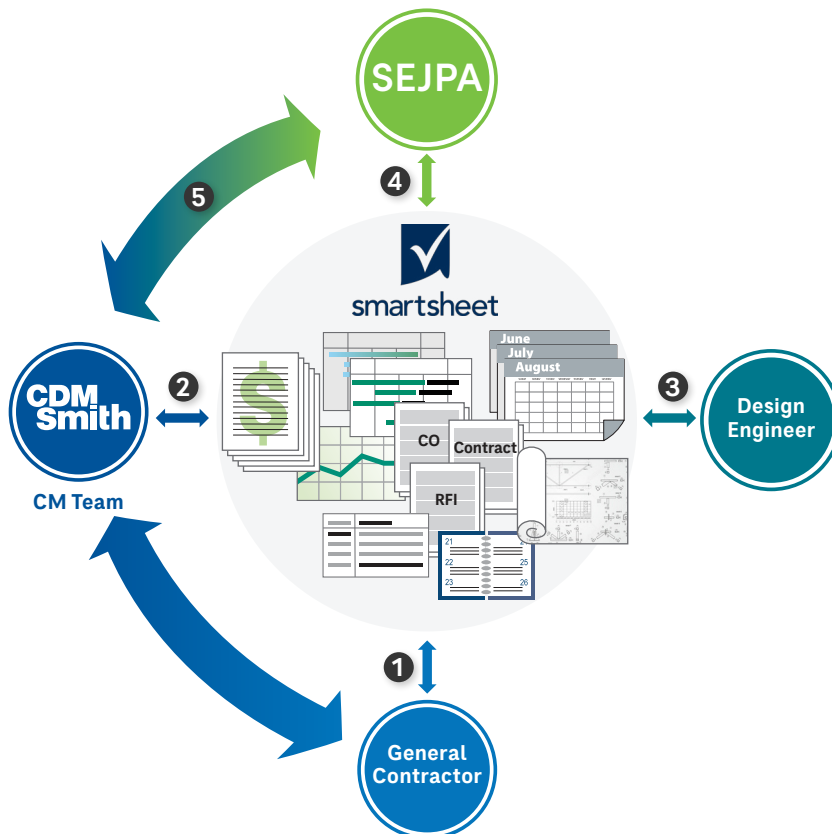 SEJPA
4
5
smartsheet
June
July
August
2
CDM
Smith
3
Design
Engineer
CO
Contract
RFI
CM Team
21
22
23
25
26
1
General
Contractor